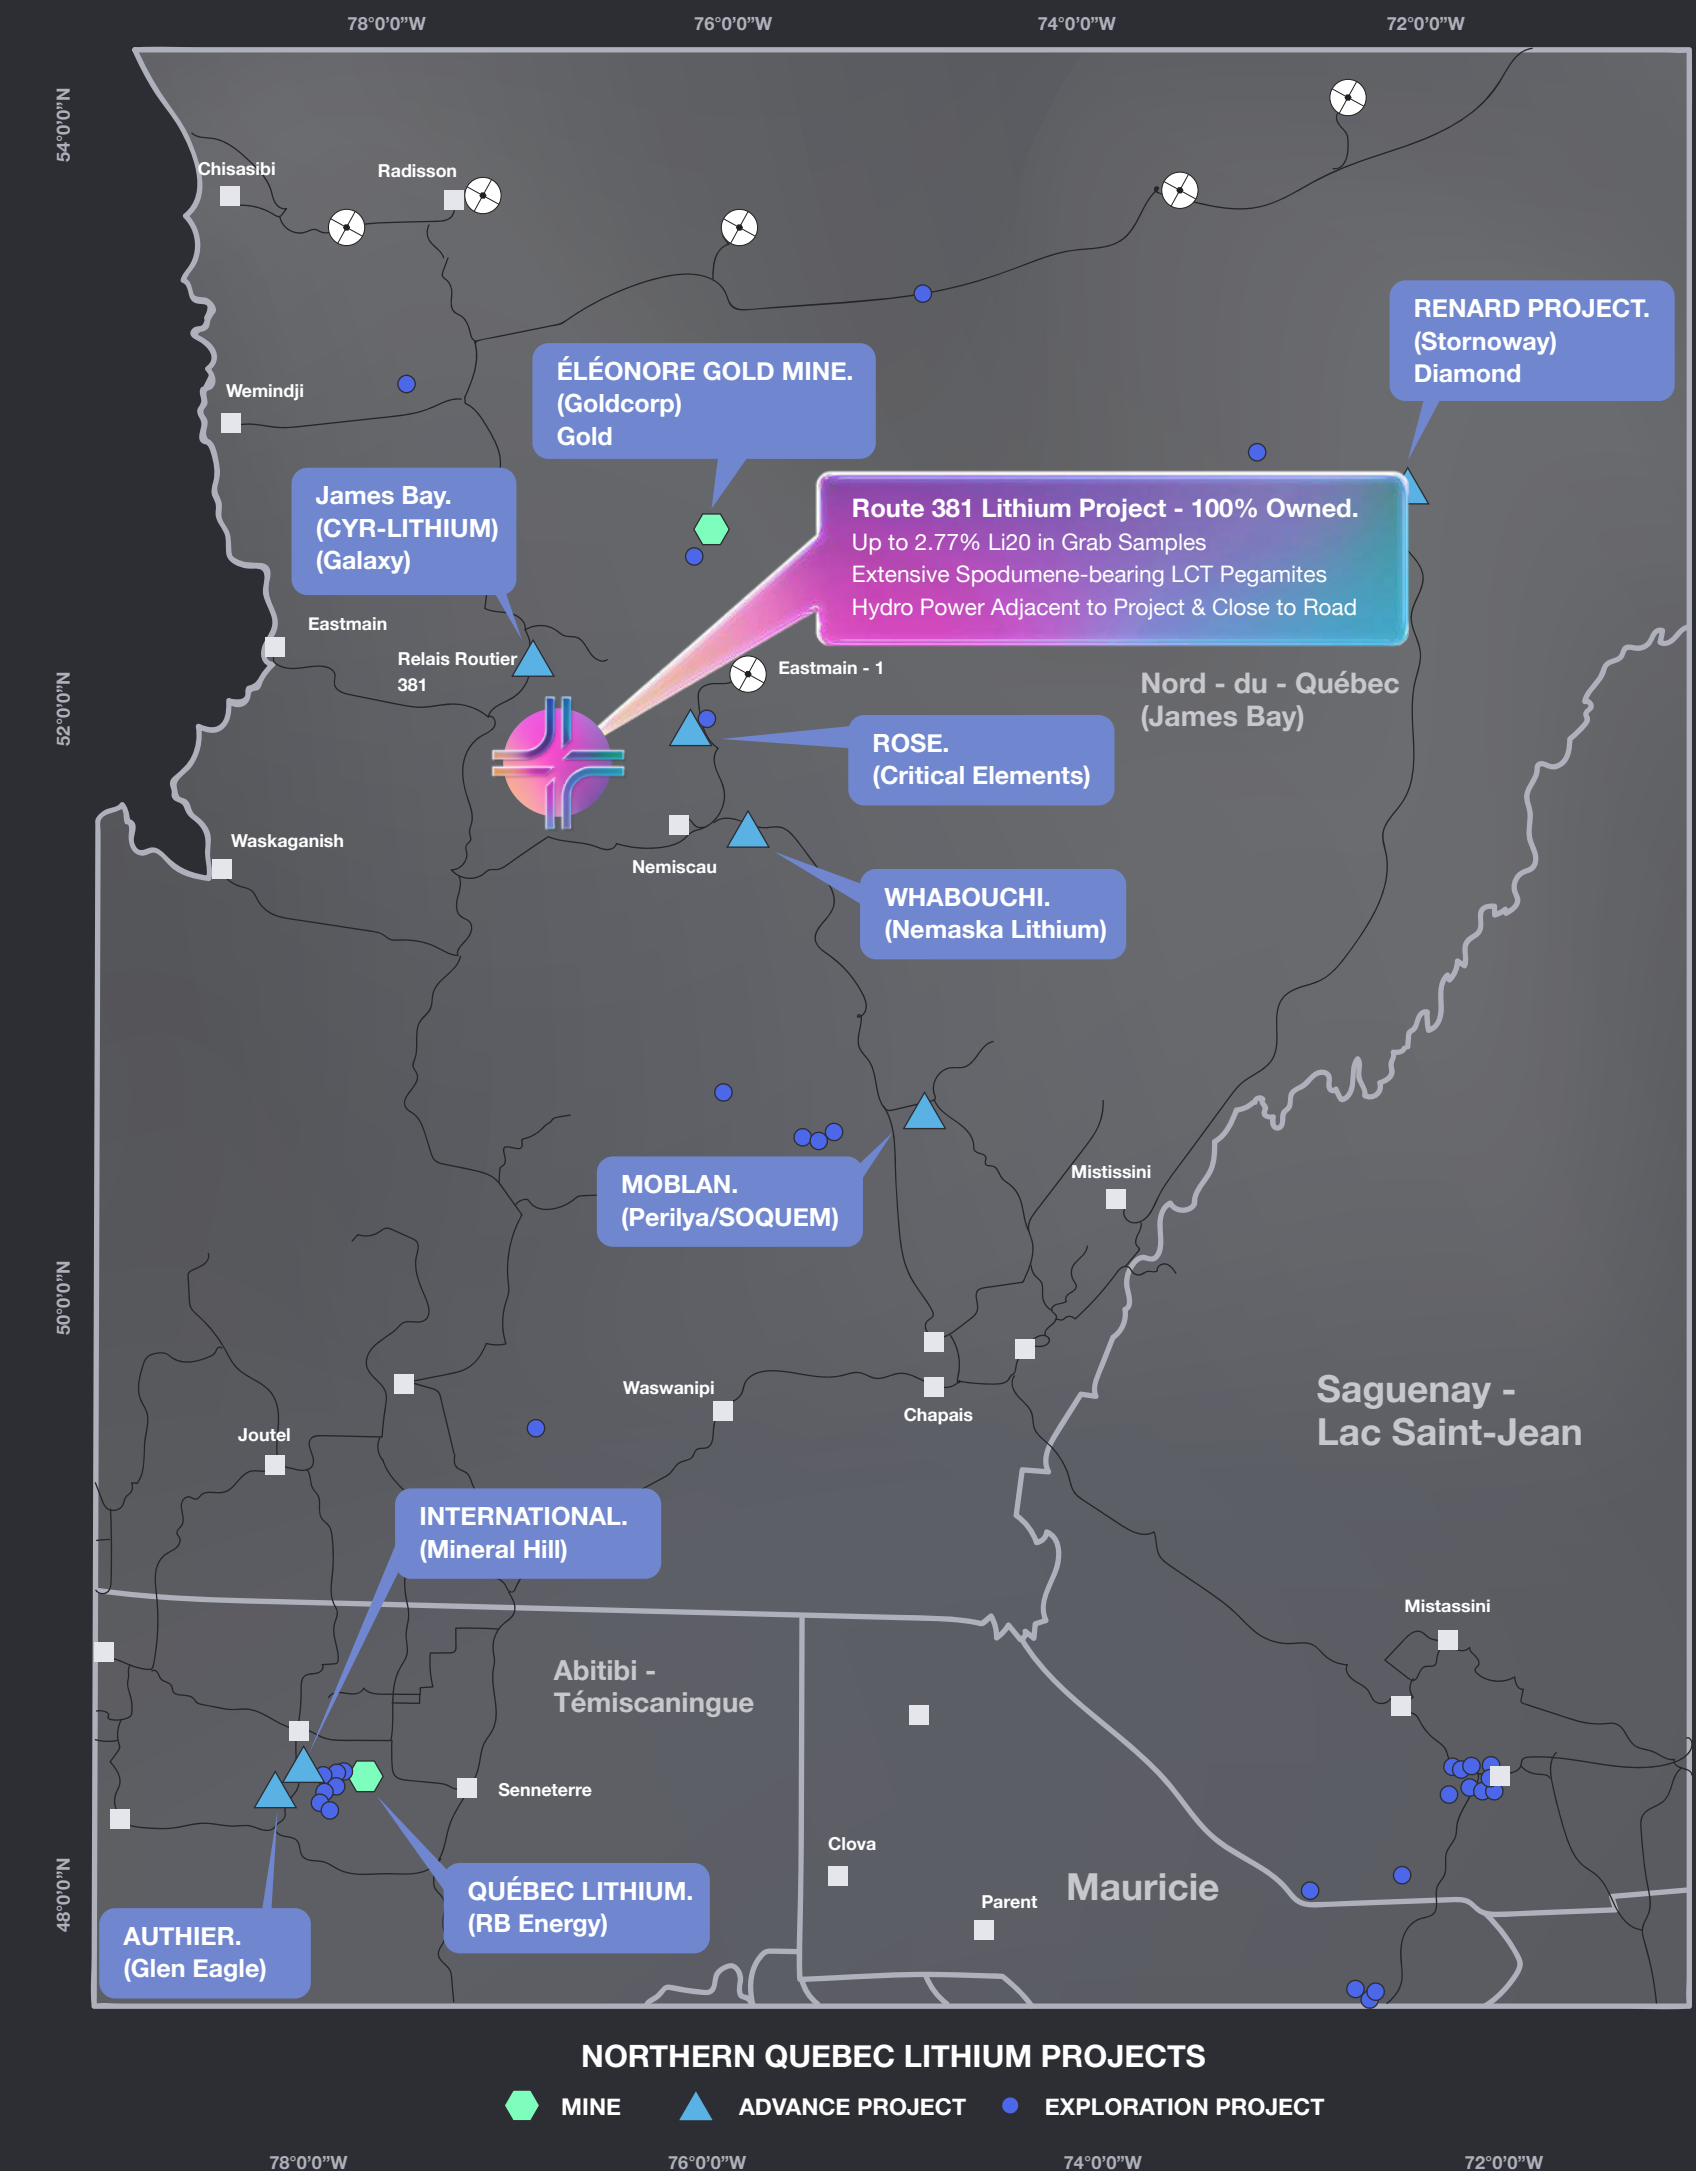 78°0'0"W
76°0'0"W
74°0'0"W
72°0'0"W
54°0'0"N
Chisasibi
Radisson
RENARD PROJECT.
(Stornoway)
Diamond
ÉLÉONORE GOLD MINE.
(Goldcorp)
Gold
Wemindji
James Bay.
(CYR-LITHIUM)
(Galaxy)
Route 381 Lithium Project - 100% Owned.
Up to 2.77% Li20 in Grab Samples
Extensive Spodumene-bearing LCT Pegamites
Hydro Power Adjacent to Project & Close to Road
Eastmain
Relais Routier
381
Eastmain - 1
Nord - du - Québec
(James Bay)
52°0'0"N
ROSE.
(Critical Elements)
Waskaganish
Nemiscau
WHABOUCHI.
(Nemaska Lithium)
MOBLAN.
(Perilya/SOQUEM)
Mistissini
50°0'0"N
Waswanipi
Chapais
Saguenay -
Lac Saint-Jean
Joutel
INTERNATIONAL.
(Mineral Hill)
Mistassini
Abitibi -
Témiscaningue
Senneterre
Clova
Mauricie
Parent
48°0'0"N
QUÉBEC LITHIUM.
(RB Energy)
AUTHIER.
(Glen Eagle)
NORTHERN QUEBEC LITHIUM PROJECTS
MINE
ADVANCE PROJECT
EXPLORATION PROJECT
78°0'0"W
76°0'0"W
74°0'0"W
72°0'0"W